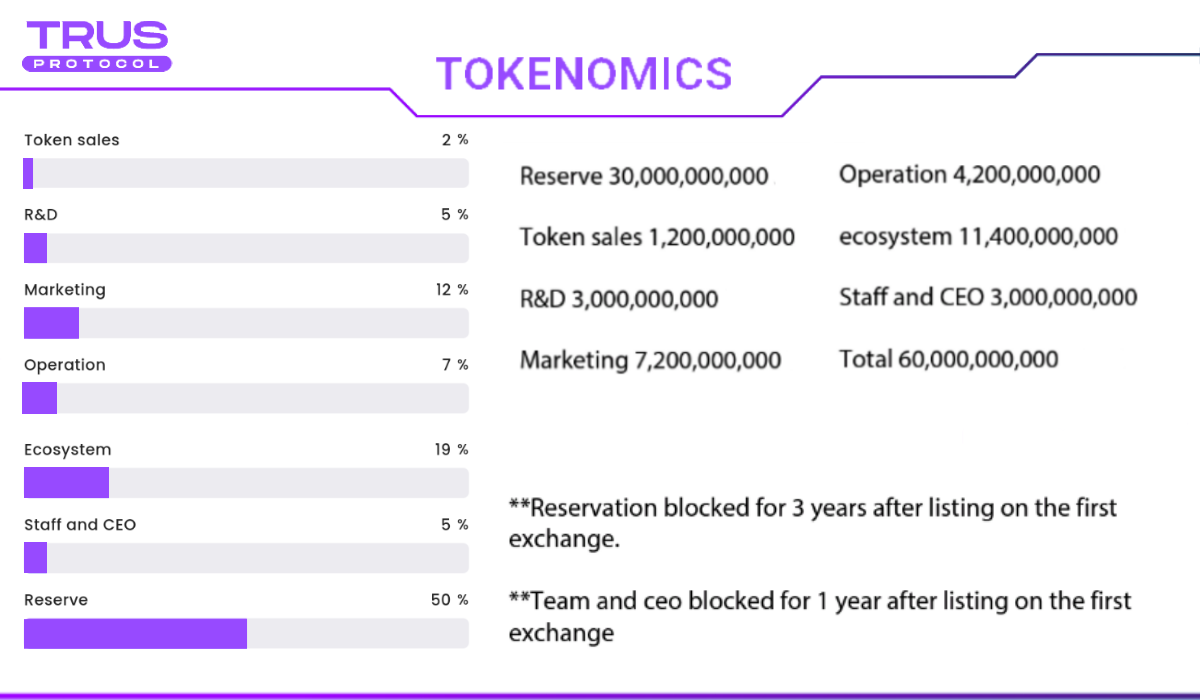 TRUS
PROTOCOL
TOKENOMICS
Token sales 2 %
R&D 5 %
Marketing 12 %
Operation 7 %
Ecosystem 19 %
Staff and CEO 5 %
Reserve 50 %
Reserve 30,000,000,000
Token sales 1,200,000,000
R&D 3,000,000,000
Marketing 7,200,000,000
Operation 4,200,000,000
ecosystem 11,400,000,000
Staff and CEO 3,000,000,000
Total 60,000,000,000
**Reservation blocked for 3 years after listing on the first
exchange.
**Team and ceo blocked for 1 year after listing on the first
exchange